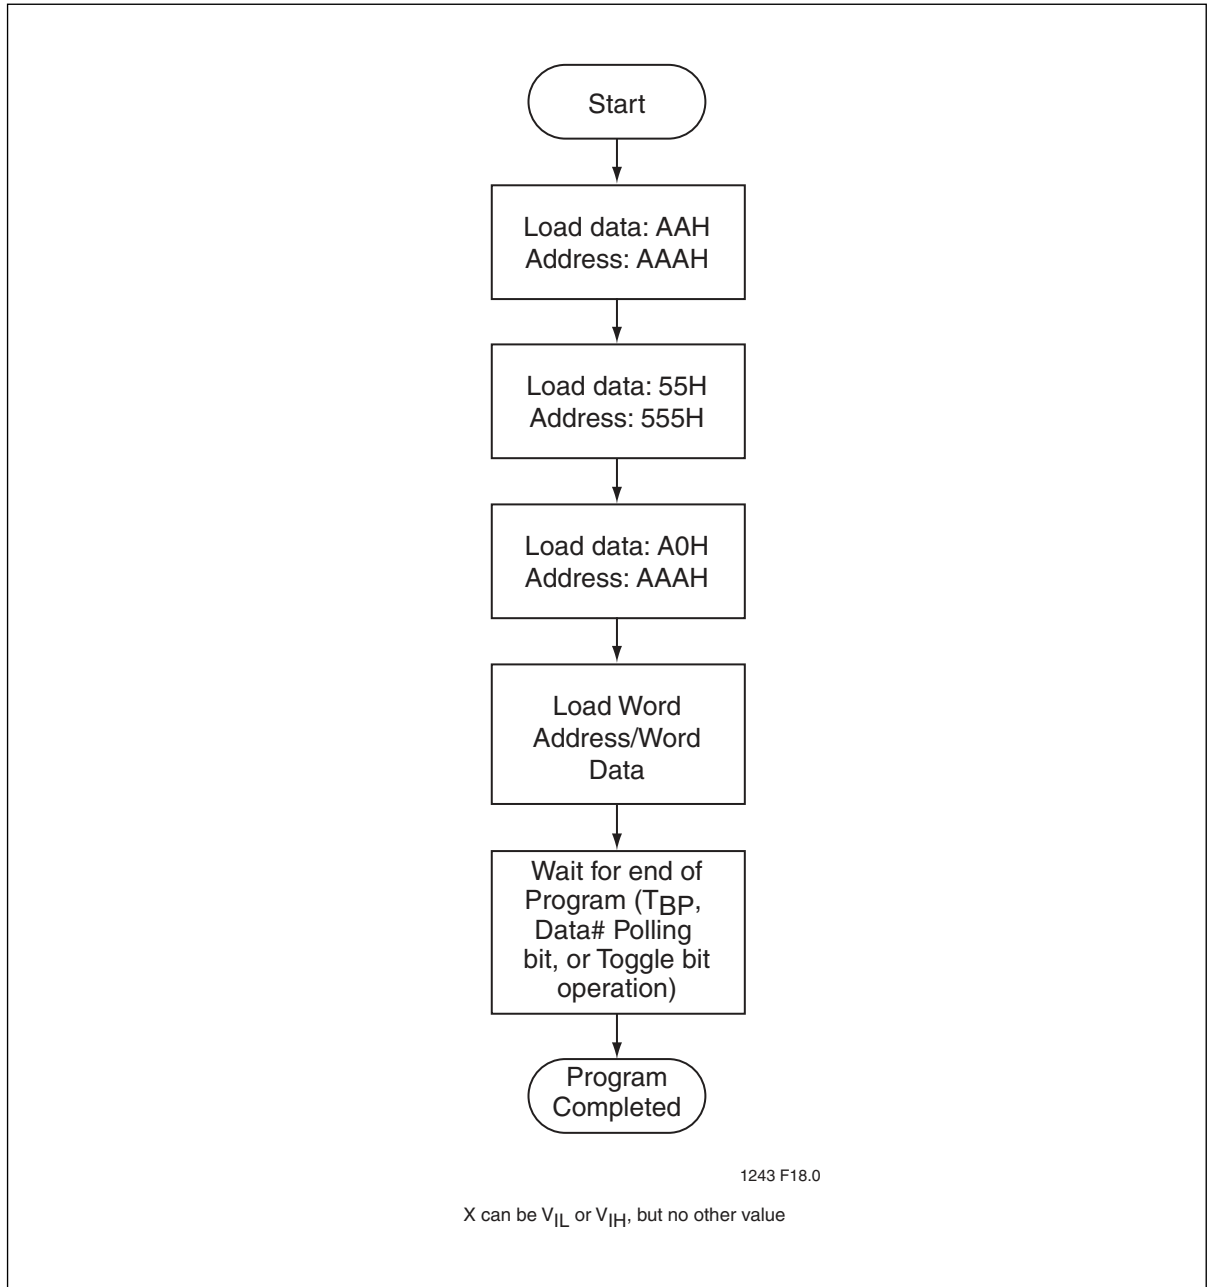 Start
Load data: AAH
Address: AAAH
Load data: 55H
Address: 555H
Load data: A0H
Address: AAAH
Load Word
Address/Word
Data
Wait for end of
Program (TBP,
Data# Polling
bit, or Toggle bit
operation)
Program
Completed
1243 F18.0
X can be VIL or VIH, but no other value